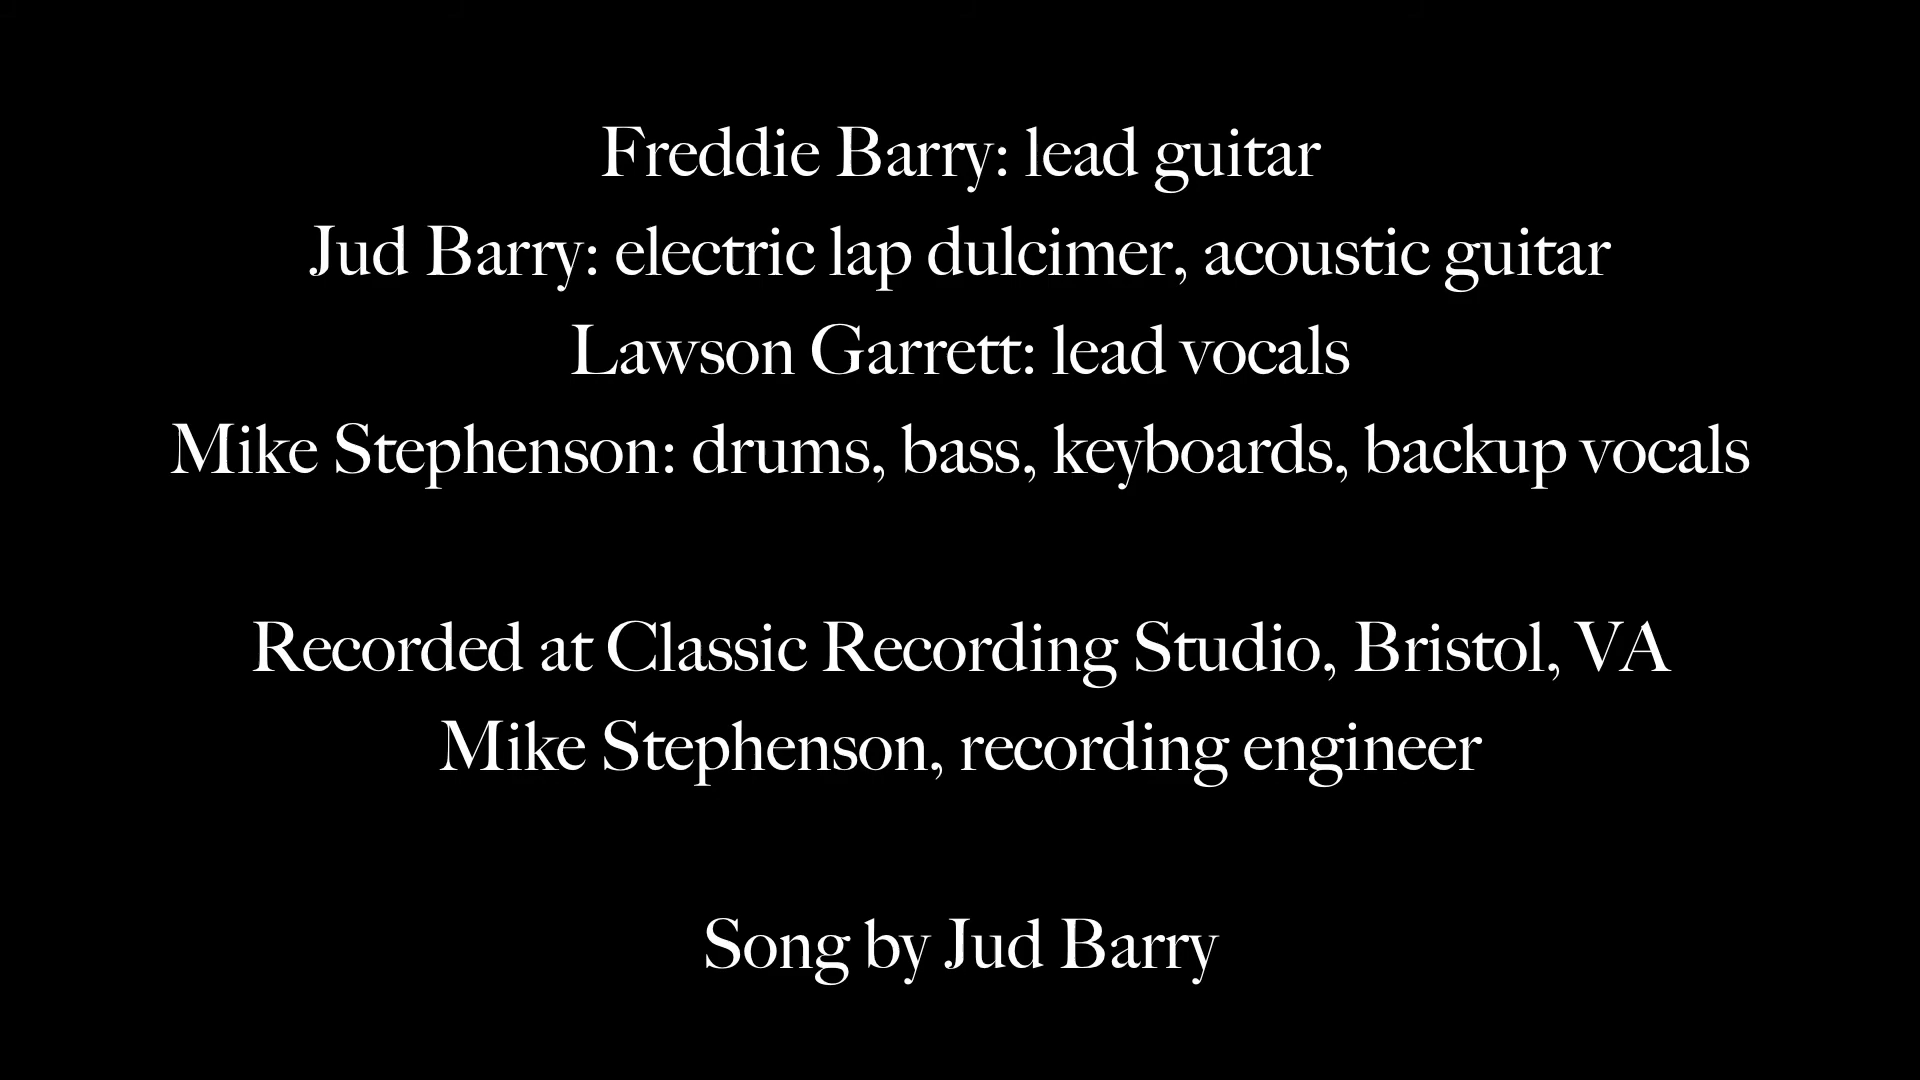 Freddie Barry: lead guitar
Jud Barry: electric lap dulcimer, acoustic guitar
Lawson Garrett: lead vocals
Mike Stephenson: drums, bass, keyboards, backup vocals
Recorded at Classic Recording Studio, Bristol, VA
Mike Stephenson, recording engineer
Song by Jud Barry